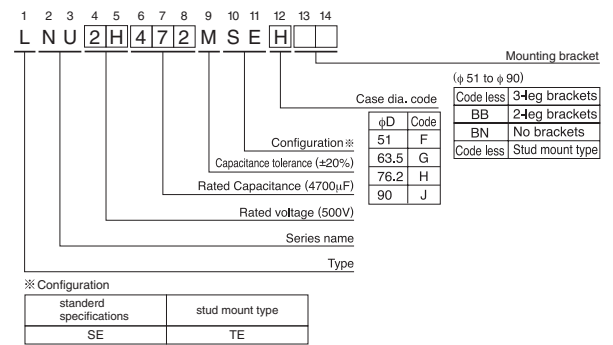 1 2 3 4 5 6 7 8 9 10 11 12 13 14
L N U 2 H 4 7 2 M S E H
Mounting bracket
(φ 51 to φ 90)
Code less 3-leg brackets
BB 2-leg brackets
BN No brackets
Code less Stud mount type
Case dia. code
φD Code
51 F
63.5 G
76.2 H
90 J
Configuration※
Capacitance tolerance (±20%)
Rated Capacitance (4700μF)
Rated voltage (500V)
Series name
Type
※ Configuration
standerd specifications stud mount type
SE TE